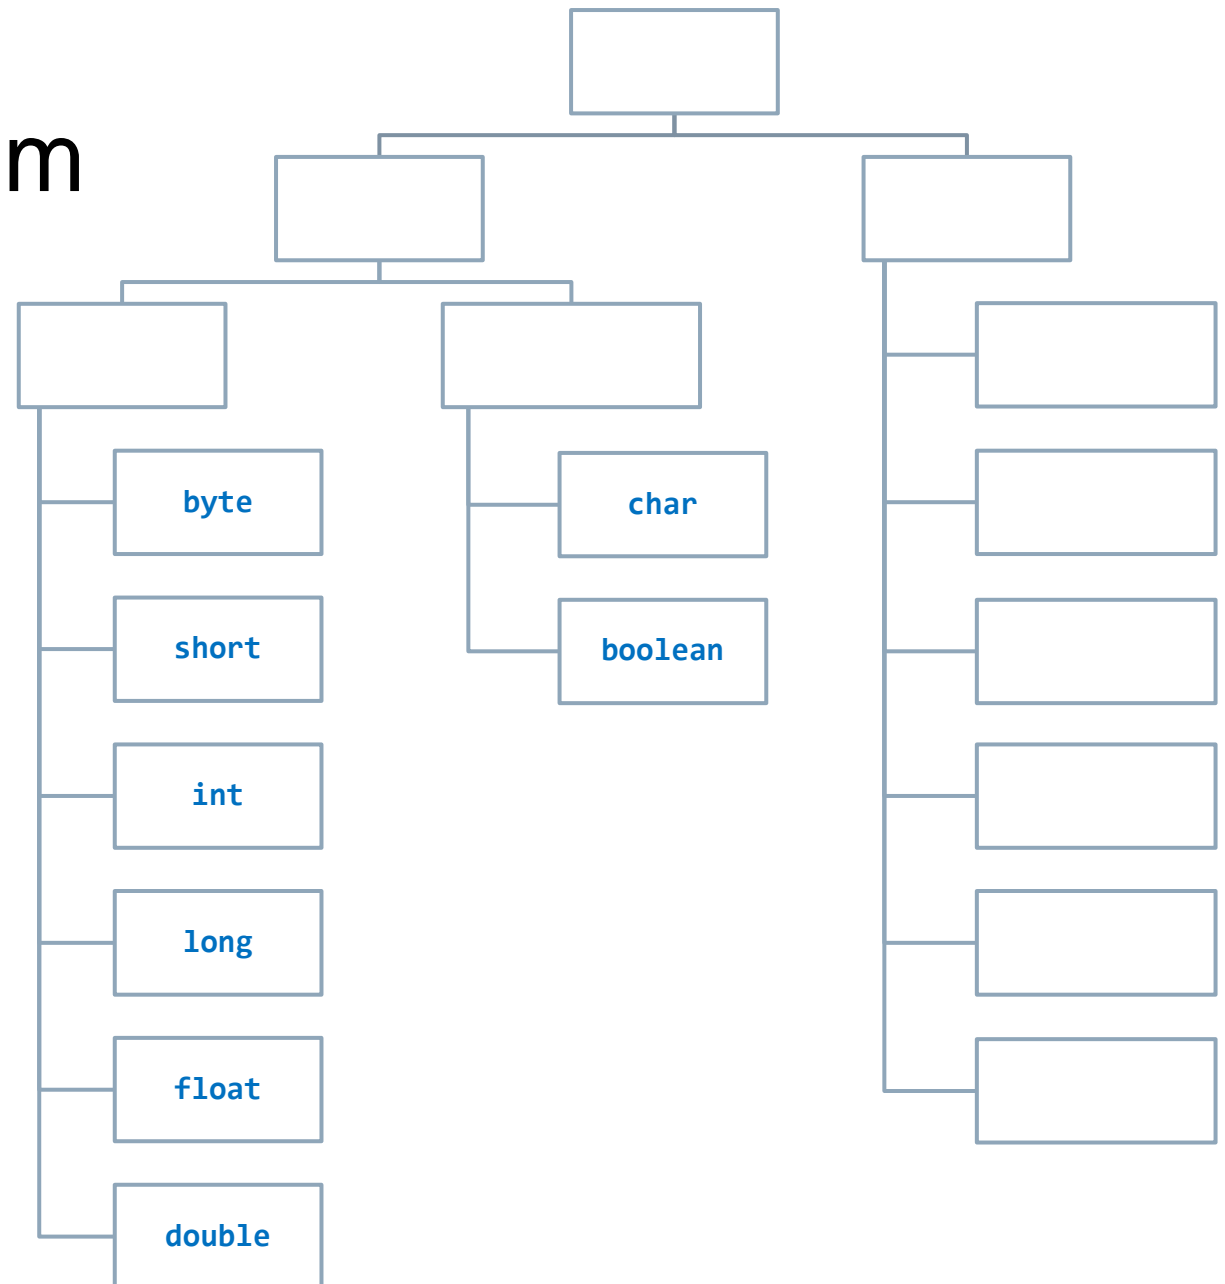 m
byte
char
short
boolean
int
long
float
double